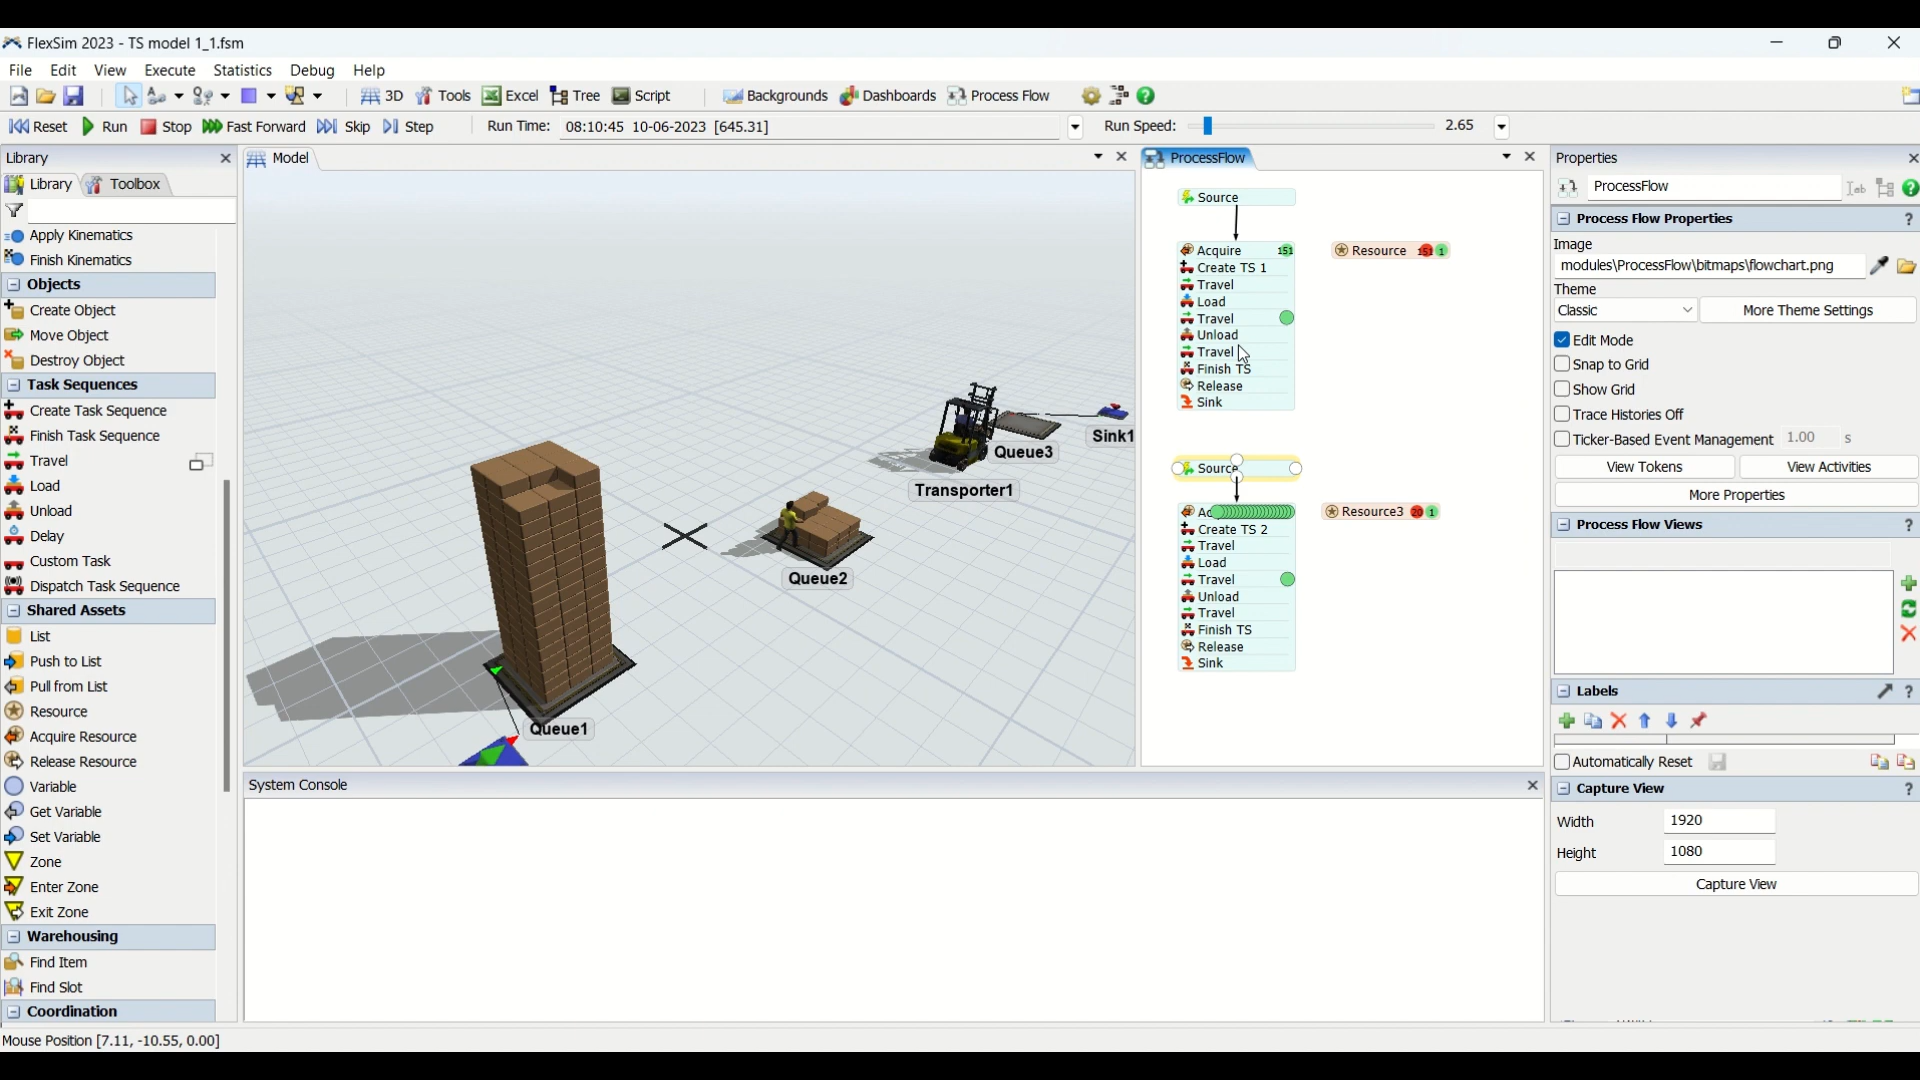 FlexSim 2023 - TS model 1_1.fsm
File Edit View Execute Statistics Debug Help
3D Tools Excel Tree Script Backgrounds Dashboards Process Flow
Reset Run Stop Fast Forward Skip Step Run Time: 08:10:45 10-06-2023 [645.31] Run Speed: 2.65
Library
Library Toolbox
Apply Kinematics
Finish Kinematics
Objects
Create Object
Move Object
Destroy Object
Task Sequences
Create Task Sequence
Finish Task Sequence
Travel
Load
Unload
Delay
Custom Task
Dispatch Task Sequence
Shared Assets
List
Push to List
Pull from List
Resource
Acquire Resource
Release Resource
Variable
Get Variable
Set Variable
Zone
Enter Zone
Exit Zone
Warehousing
Find Item
Find Slot
Coordination
Mouse Position [7.11, -10.55, 0.00]
Model
Sink1
Queue3
Transporter1
Queue2
Queue1
System Console
ProcessFlow
Source
Acquire 151
Resource 151 1
Create TS 1
Travel
Load
Travel
Unload
Travel
Finish TS
Release
Sink
Source
Ac
Resource3 20 1
Create TS 2
Travel
Load
Travel
Unload
Travel
Finish TS
Release
Sink
Properties
ProcessFlow
Process Flow Properties ?
Image
modules\ProcessFlow\bitmaps\flowchart.png
Theme
Classic More Theme Settings
Edit Mode
Snap to Grid
Show Grid
Trace Histories Off
Ticker-Based Event Management 1.00 s
View Tokens View Activities
More Properties
Process Flow Views ?
Labels ?
Automatically Reset
Capture View ?
Width 1920
Height 1080
Capture View